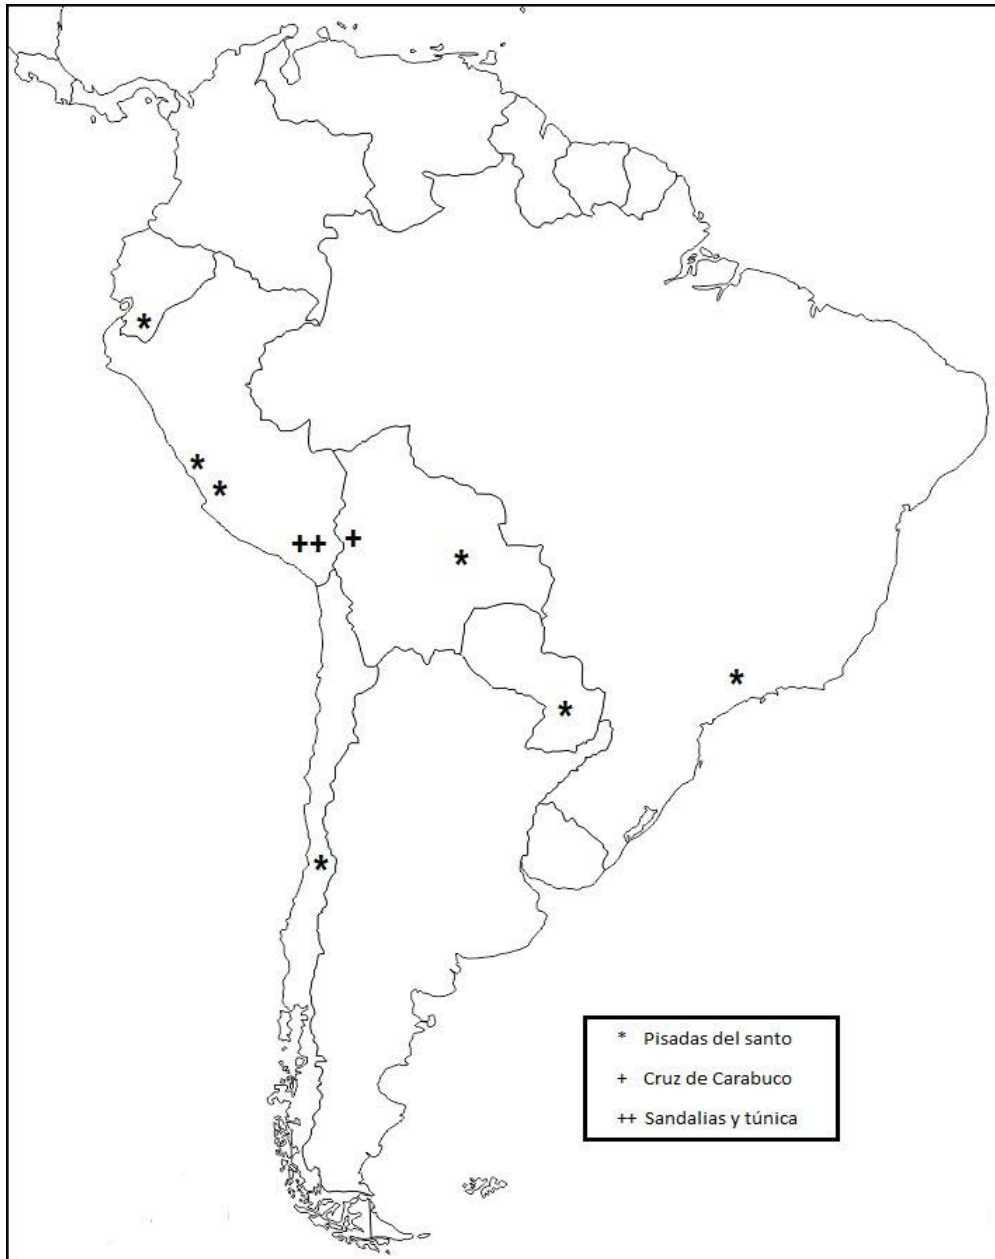 * Pisadas del santo
+ Cruz de Carabuco
++ Sandalias y túnica